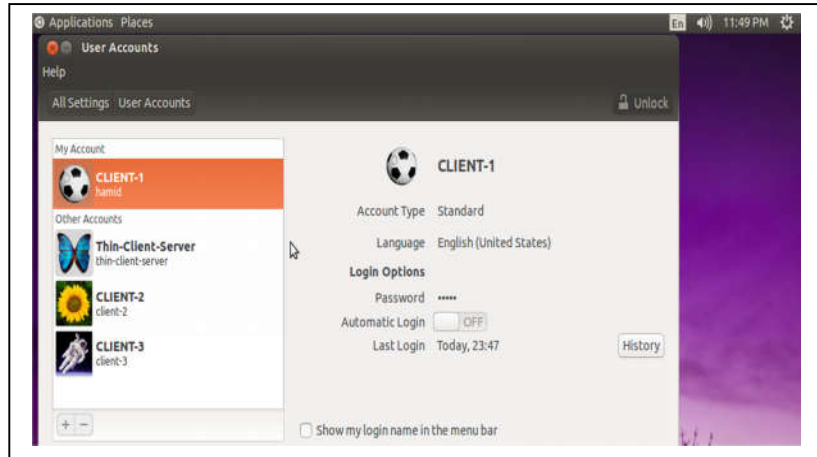 Applications Places En 11:49 PM
User Accounts
Help
All Settings User Accounts Unlock
My Account
CLIENT-1
hamid
Other Accounts
Thin-Client-Server
thin-client-server
CLIENT-2
client-2
CLIENT-3
client-3
+ -
CLIENT-1
Account Type Standard
Language English (United States)
Login Options
Password •••••
Automatic Login OFF
Last Login Today, 23:47 History
Show my login name in the menu bar